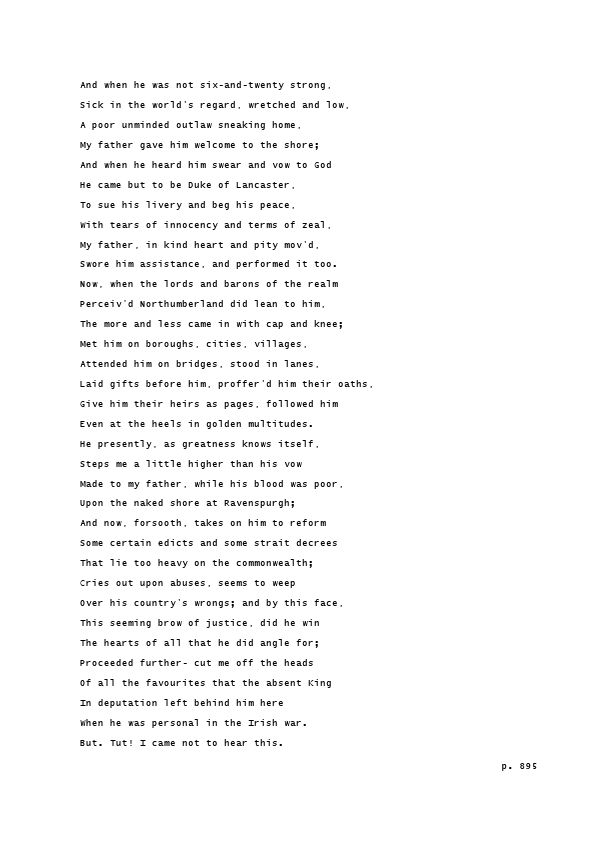 And when he was not six-and-twenty strong,
Sick in the world's regard, wretched and low,
A poor unminded outlaw sneaking home,
My father gave him welcome to the shore;
And when he heard him swear and vow to God
He came but to be Duke of Lancaster,
To sue his livery and beg his peace,
With tears of innocency and terms of zeal,
My father, in kind heart and pity mov'd,
Swore him assistance, and performed it too.
Now, when the lords and barons of the realm
Perceiv'd Northumberland did lean to him,
The more and less came in with cap and knee;
Met him on boroughs, cities, villages,
Attended him on bridges, stood in lanes,
Laid gifts before him, proffer'd him their oaths,
Give him their heirs as pages, followed him
Even at the heels in golden multitudes.
He presently, as greatness knows itself,
Steps me a little higher than his vow
Made to my father, while his blood was poor,
Upon the naked shore at Ravenspurgh;
And now, forsooth, takes on him to reform
Some certain edicts and some strait decrees
That lie too heavy on the commonwealth;
Cries out upon abuses, seems to weep
Over his country's wrongs; and by this face,
This seeming brow of justice, did he win
The hearts of all that he did angle for;
Proceeded further- cut me off the heads
Of all the favourites that the absent King
In deputation left behind him here
When he was personal in the Irish war.
But. Tut! I came not to hear this.
p. 895